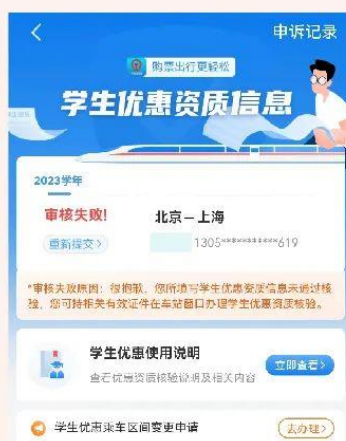 申诉记录
购票出行更轻松
学生优惠资质信息
2023学年
审核失败!
北京—上海
重新提交>
1305***********619
*审核失败原因：很抱歉，您所填写学生优惠资质信息未通过核
验，您可持相关有效证件在车站窗口办理学生优惠资质核验。
学生优惠使用说明
立即查看>
查看优惠资质核验说明及相关内容
学生优惠乘车区间变更申请
去办理>